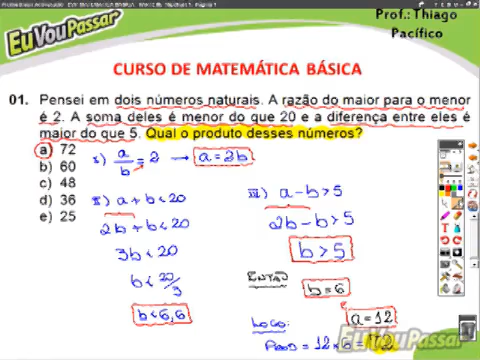 Prof.: Thiago
Pacífico
EuVouPassar
CURSO DE MATEMÁTICA BÁSICA
01. Pensei em dois números naturais. A razão do maior para o menor
é 2. A soma deles é menor do que 20 e a diferença entre eles é
maior do que 5. Qual o produto desses números?
a) 72
b) 60
c) 48
d) 36
e) 25
I) a/b = 2 → a = 2b
II) a + b < 20
2b + b < 20
3b < 20
b < 20/3
b < 6,6
III) a - b > 5
2b - b > 5
b > 5
ENTÃO
b = 6
a = 12
LOGO:
PROD = 12 x 6 = 72
EuVouPassar